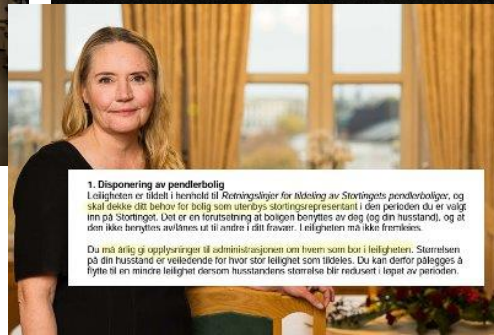 1. Disponering av pendlerbolig
Leiligheten er tildelt i henhold til Retningslinjer for tildeling av Stortingets pendlerboliger, og
skal dekke ditt behov for bolig som utenbys stortingsrepresentant i den perioden du er valgt
inn på Stortinget. Det er en forutsetning at boligen benyttes av deg (og din husstand), og at
den ikke benyttes av/lånes ut til andre i ditt fravær. Leiligheten må ikke fremleies.
Du må årlig gi opplysninger til administrasjonen om hvem som bor i leiligheten. Størrelsen
på din husstand er veiledende for hvor stor leilighet som tildeles. Du kan derfor pålegges å
flytte til en mindre leilighet dersom husstandens størrelse blir redusert i løpet av perioden.